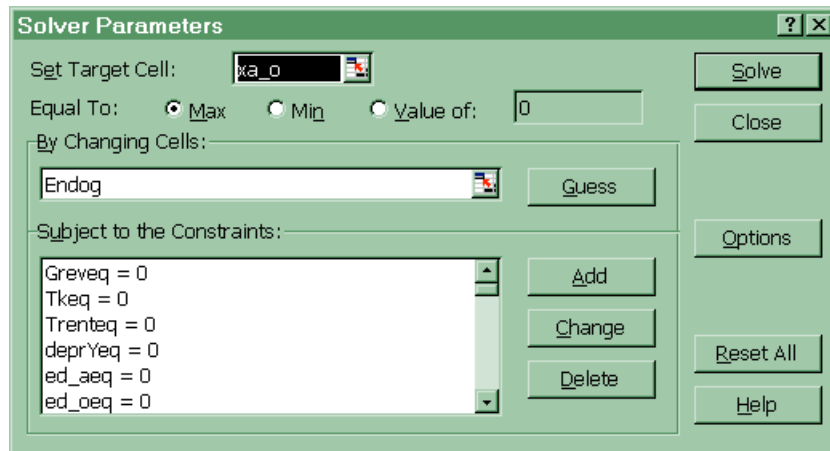 Solver Parameters
Set Target Cell: xa_o
Solve
Equal To: Max Min Value of: 0
Close
By Changing Cells:
Endog
Guess
Subject to the Constraints:
Options
Greveq = 0
Tkeq = 0
Trenteq = 0
deprYeq = 0
ed_aeq = 0
ed_oeq = 0
Add
Change
Delete
Reset All
Help